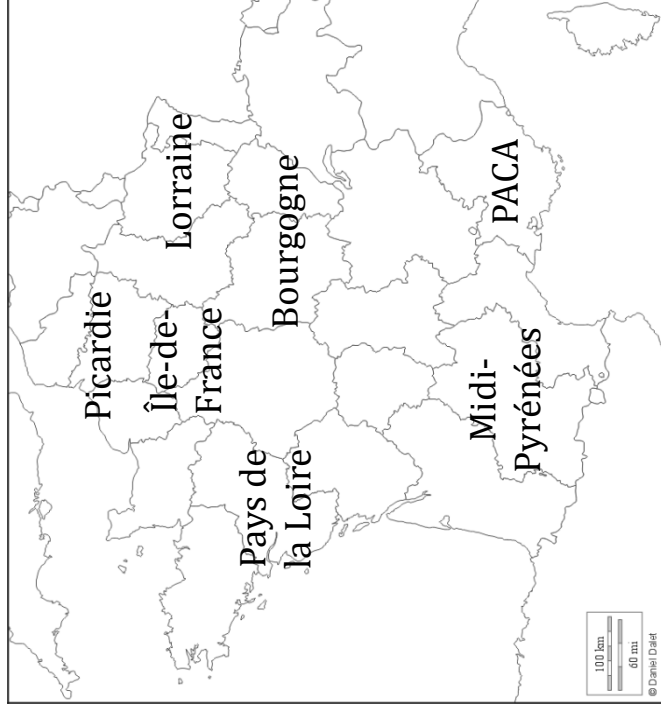 Picardie
Île-de-
France
Lorraine
Pays de
la Loire
Bourgogne
Midi-
Pyrénées
PACA
100 km
60 mi
© Daniel Dalet